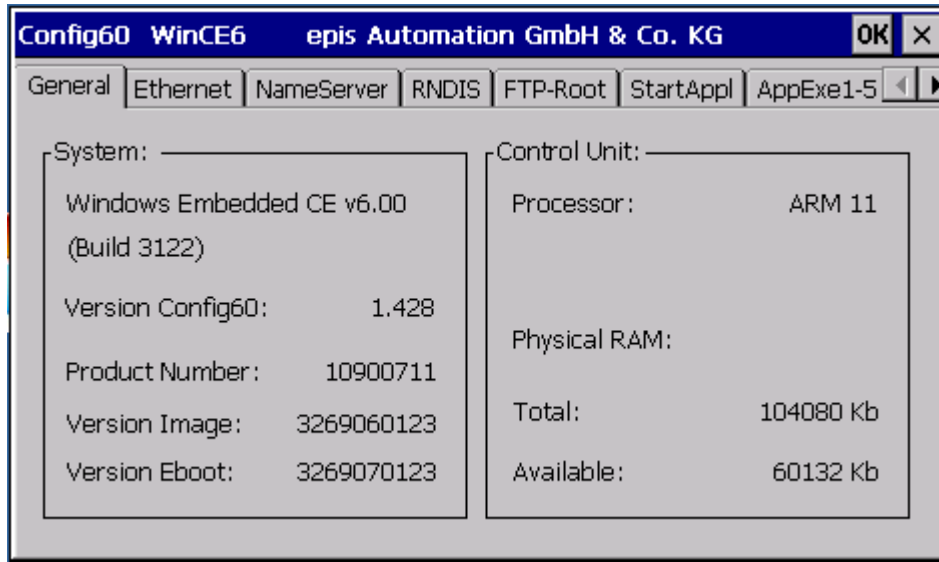 Config60 WinCE6 epis Automation GmbH & Co. KG OK
General Ethernet NameServer RNDIS FTP-Root StartAppl AppExe1-5
System:
Windows Embedded CE v6.00
(Build 3122)
Version Config60: 1.428
Product Number: 10900711
Version Image: 3269060123
Version Eboot: 3269070123
Control Unit:
Processor: ARM 11
Physical RAM:
Total: 104080 Kb
Available: 60132 Kb